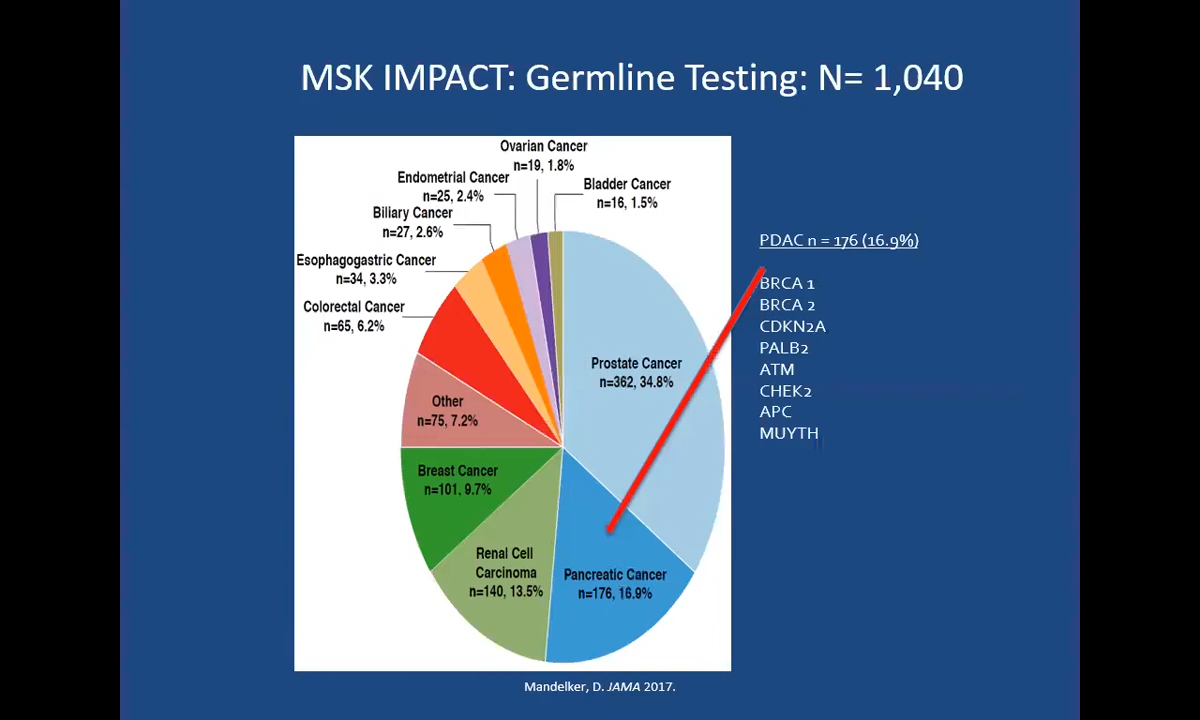 MSK IMPACT: Germline Testing: N= 1,040
Ovarian Cancer
n=19, 1.8%
Endometrial Cancer
n=25, 2.4%
Bladder Cancer
n=16, 1.5%
Biliary Cancer
n=27, 2.6%
Esophagogastric Cancer
n=34, 3.3%
Colorectal Cancer
n=65, 6.2%
Prostate Cancer
n=362, 34.8%
Other
n=75, 7.2%
Breast Cancer
n=101, 9.7%
Renal Cell
Carcinoma
n=140, 13.5%
Pancreatic Cancer
n=176, 16.9%
PDAC n = 176 (16.9%)
BRCA 1
BRCA 2
CDKN2A
PALB2
ATM
CHEK2
APC
MUYTH
Mandelker, D. JAMA 2017.